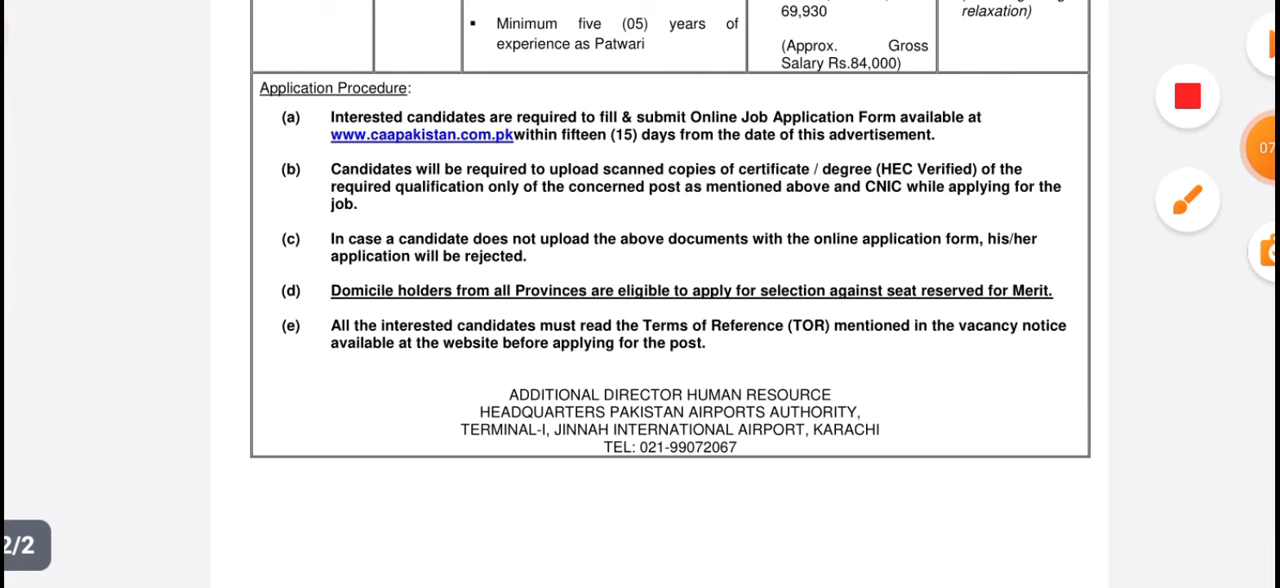 69,930
relaxation)
▪ Minimum five (05) years of
experience as Patwari
(Approx. Gross
Salary Rs.84,000)
Application Procedure:
(a) Interested candidates are required to fill & submit Online Job Application Form available at
www.caapakistan.com.pkwithin fifteen (15) days from the date of this advertisement.
(b) Candidates will be required to upload scanned copies of certificate / degree (HEC Verified) of the
required qualification only of the concerned post as mentioned above and CNIC while applying for the
job.
(c) In case a candidate does not upload the above documents with the online application form, his/her
application will be rejected.
(d) Domicile holders from all Provinces are eligible to apply for selection against seat reserved for Merit.
(e) All the interested candidates must read the Terms of Reference (TOR) mentioned in the vacancy notice
available at the website before applying for the post.
ADDITIONAL DIRECTOR HUMAN RESOURCE
HEADQUARTERS PAKISTAN AIRPORTS AUTHORITY,
TERMINAL-I, JINNAH INTERNATIONAL AIRPORT, KARACHI
TEL: 021-99072067
2/2
07